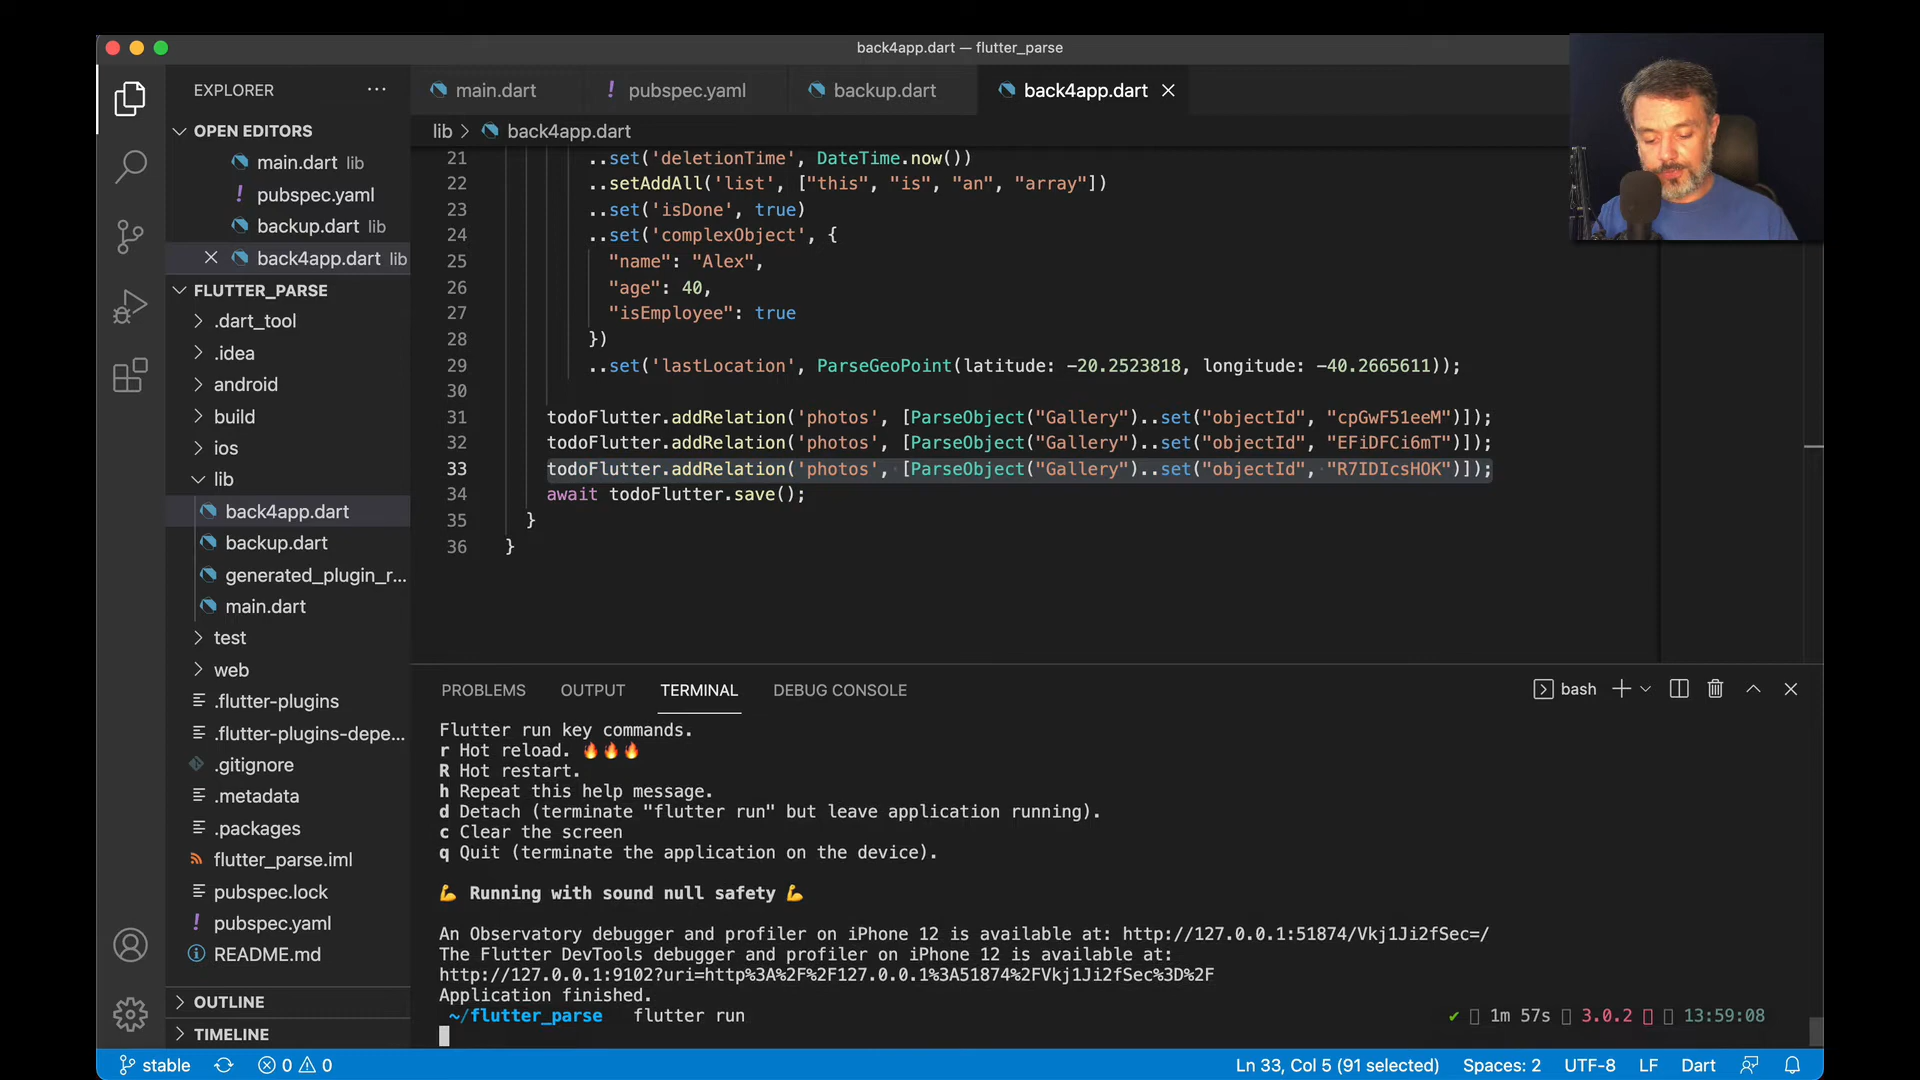 back4app.dart — flutter_parse
EXPLORER
OPEN EDITORS
main.dart lib
! pubspec.yaml
backup.dart lib
back4app.dart lib
FLUTTER_PARSE
.dart_tool
.idea
android
build
ios
lib
back4app.dart
backup.dart
generated_plugin_r...
main.dart
test
web
.flutter-plugins
.flutter-plugins-depe...
.gitignore
.metadata
.packages
flutter_parse.iml
pubspec.lock
! pubspec.yaml
README.md
OUTLINE
TIMELINE
main.dart ! pubspec.yaml backup.dart back4app.dart
lib > back4app.dart
21 ..set('deletionTime', DateTime.now())
22 ..setAddAll('list', ["this", "is", "an", "array"])
23 ..set('isDone', true)
24 ..set('complexObject', {
25 "name": "Alex",
26 "age": 40,
27 "isEmployee": true
28 })
29 ..set('lastLocation', ParseGeoPoint(latitude: -20.2523818, longitude: -40.2665611));
30
31 todoFlutter.addRelation('photos', [ParseObject("Gallery")..set("objectId", "cpGwF51eeM")]);
32 todoFlutter.addRelation('photos', [ParseObject("Gallery")..set("objectId", "EFiDFCi6mT")]);
33 todoFlutter.addRelation('photos', [ParseObject("Gallery")..set("objectId", "R7IDIcsHOK")]);
34 await todoFlutter.save();
35 }
36 }
PROBLEMS OUTPUT TERMINAL DEBUG CONSOLE bash
Flutter run key commands.
r Hot reload. 🔥🔥🔥
R Hot restart.
h Repeat this help message.
d Detach (terminate "flutter run" but leave application running).
c Clear the screen
q Quit (terminate the application on the device).
💪 Running with sound null safety 💪
An Observatory debugger and profiler on iPhone 12 is available at: http://127.0.0.1:51874/Vkj1Ji2fSec=/
The Flutter DevTools debugger and profiler on iPhone 12 is available at:
http://127.0.0.1:9102?uri=http%3A%2F%2F127.0.0.1%3A51874%2FVkj1Ji2fSec%3D%2F
Application finished.
~/flutter_parse flutter run ✔ 1m 57s 3.0.2 13:59:08
stable 0 0 Ln 33, Col 5 (91 selected) Spaces: 2 UTF-8 LF Dart